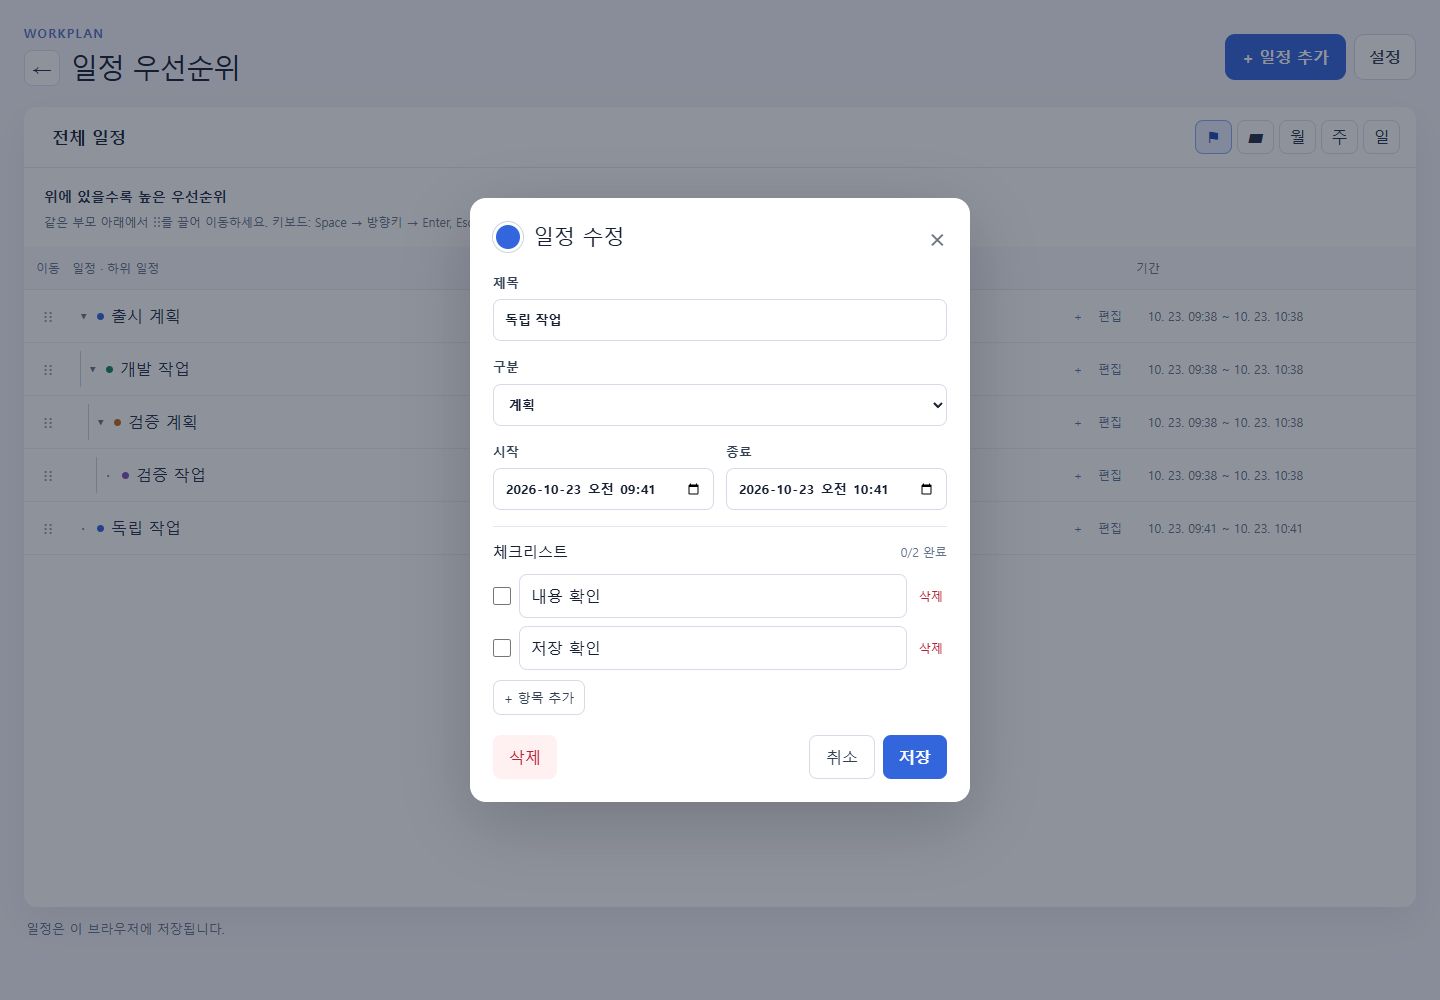 WORKPLAN
← 일정 우선순위
+ 일정 추가
설정
전체 일정
월 주 일
위에 있을수록 높은 우선순위
같은 부모 아래에서 ⠿를 끌어 이동하세요. 키보드: Space → 방향키 → Enter, Esc
이동 일정 · 하위 일정 기간
출시 계획 + 편집 10. 23. 09:38 ~ 10. 23. 10:38
개발 작업 + 편집 10. 23. 09:38 ~ 10. 23. 10:38
검증 계획 + 편집 10. 23. 09:38 ~ 10. 23. 10:38
검증 작업 + 편집 10. 23. 09:38 ~ 10. 23. 10:38
독립 작업 + 편집 10. 23. 09:41 ~ 10. 23. 10:41
일정 수정
제목
독립 작업
구분
계획
시작 종료
2026-10-23 오전 09:41 2026-10-23 오전 10:41
체크리스트 0/2 완료
내용 확인 삭제
저장 확인 삭제
+ 항목 추가
삭제 취소 저장
일정은 이 브라우저에 저장됩니다.